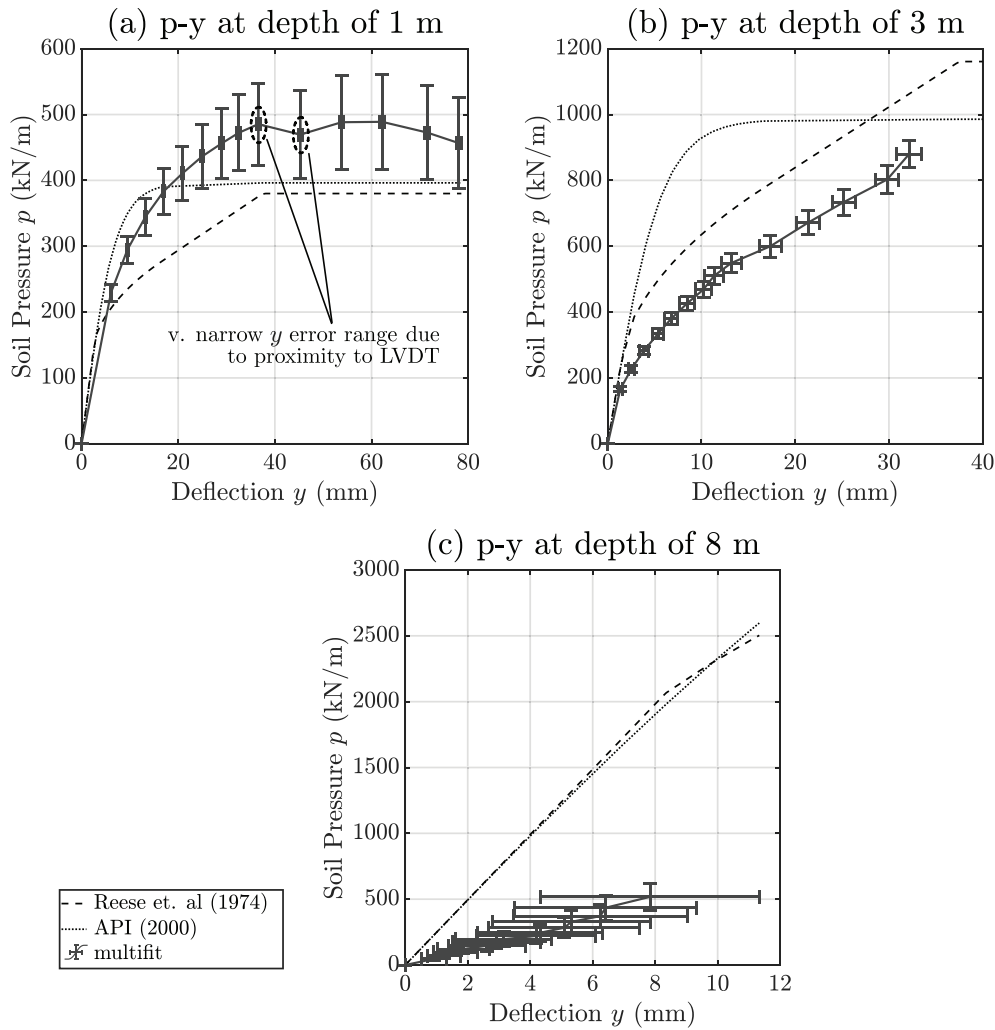 (a) p-y at depth of 1 m
600
500
400
300
200
100
0
0 20 40 60 80
Soil Pressure p (kN/m)
Deflection y (mm)
v. narrow y error range due
to proximity to LVDT
(b) p-y at depth of 3 m
1200
1000
800
600
400
200
0
0 10 20 30 40
Soil Pressure p (kN/m)
Deflection y (mm)
(c) p-y at depth of 8 m
3000
2500
2000
1500
1000
500
0
0 2 4 6 8 10 12
Soil Pressure p (kN/m)
Deflection y (mm)
Reese et. al (1974)
API (2000)
multifit